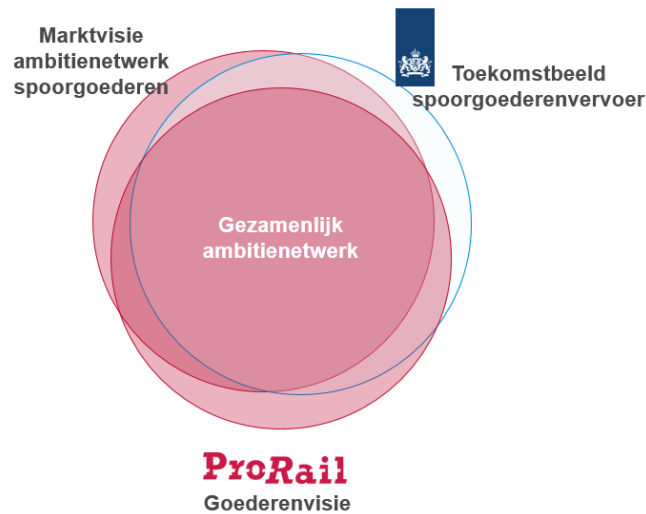 Marktvisie
ambitienetwerk
spoorgoederen
Toekomstbeeld
spoorgoederenvervoer
Gezamenlijk
ambitienetwerk
ProRail
Goederenvisie